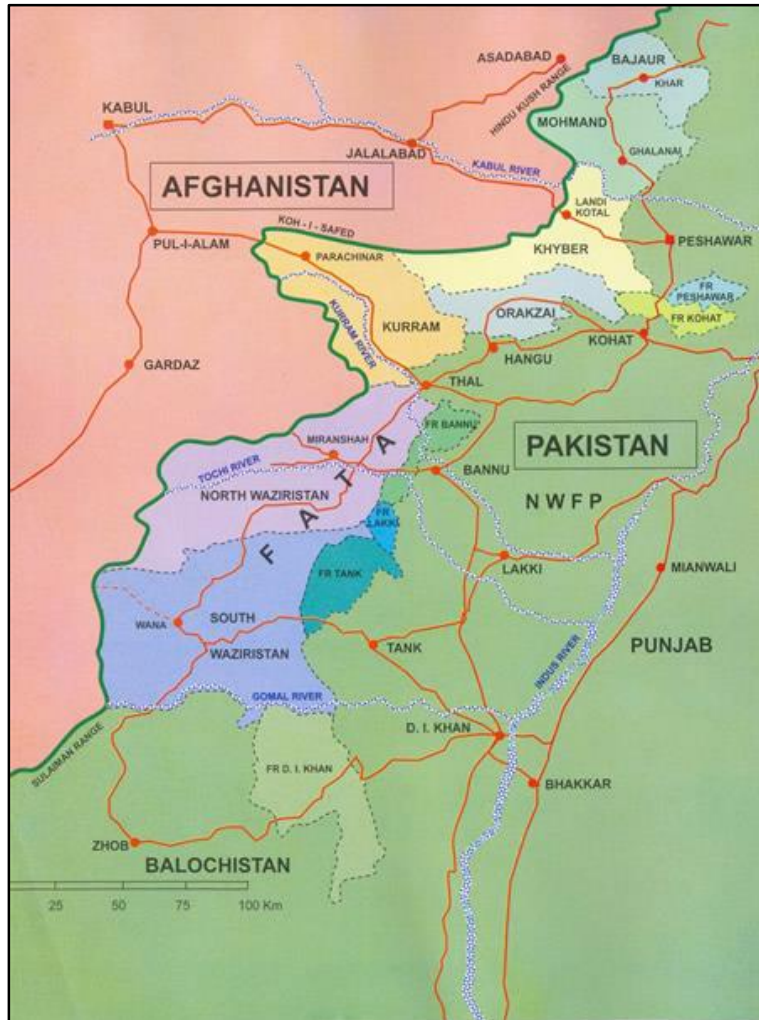 ASADABAD
BAJAUR
KHAR
HINDU KUSH RANGE
KABUL
MOHMAND
JALALABAD
GHALANAI
KABUL RIVER
AFGHANISTAN
LANDI
KOTAL
KOH - I - SAFED
PUL-I-ALAM
KHYBER
PESHAWAR
PARACHINAR
FR
PESHAWAR
ORAKZAI
FR KOHAT
KURRAM
KURRAM RIVER
KOHAT
HANGU
GARDAZ
THAL
FR BANNU
PAKISTAN
MIRANSHAH
TOCHI RIVER
BANNU
NORTH WAZIRISTAN
N W F P
FATA
FR
LAKKI
LAKKI
MIANWALI
FR TANK
WANA
SOUTH
WAZIRISTAN
TANK
PUNJAB
INDUS RIVER
GOMAL RIVER
D. I. KHAN
SULAIMAN RANGE
FR D. I. KHAN
BHAKKAR
ZHOB
BALOCHISTAN
25 50 75 100 Km